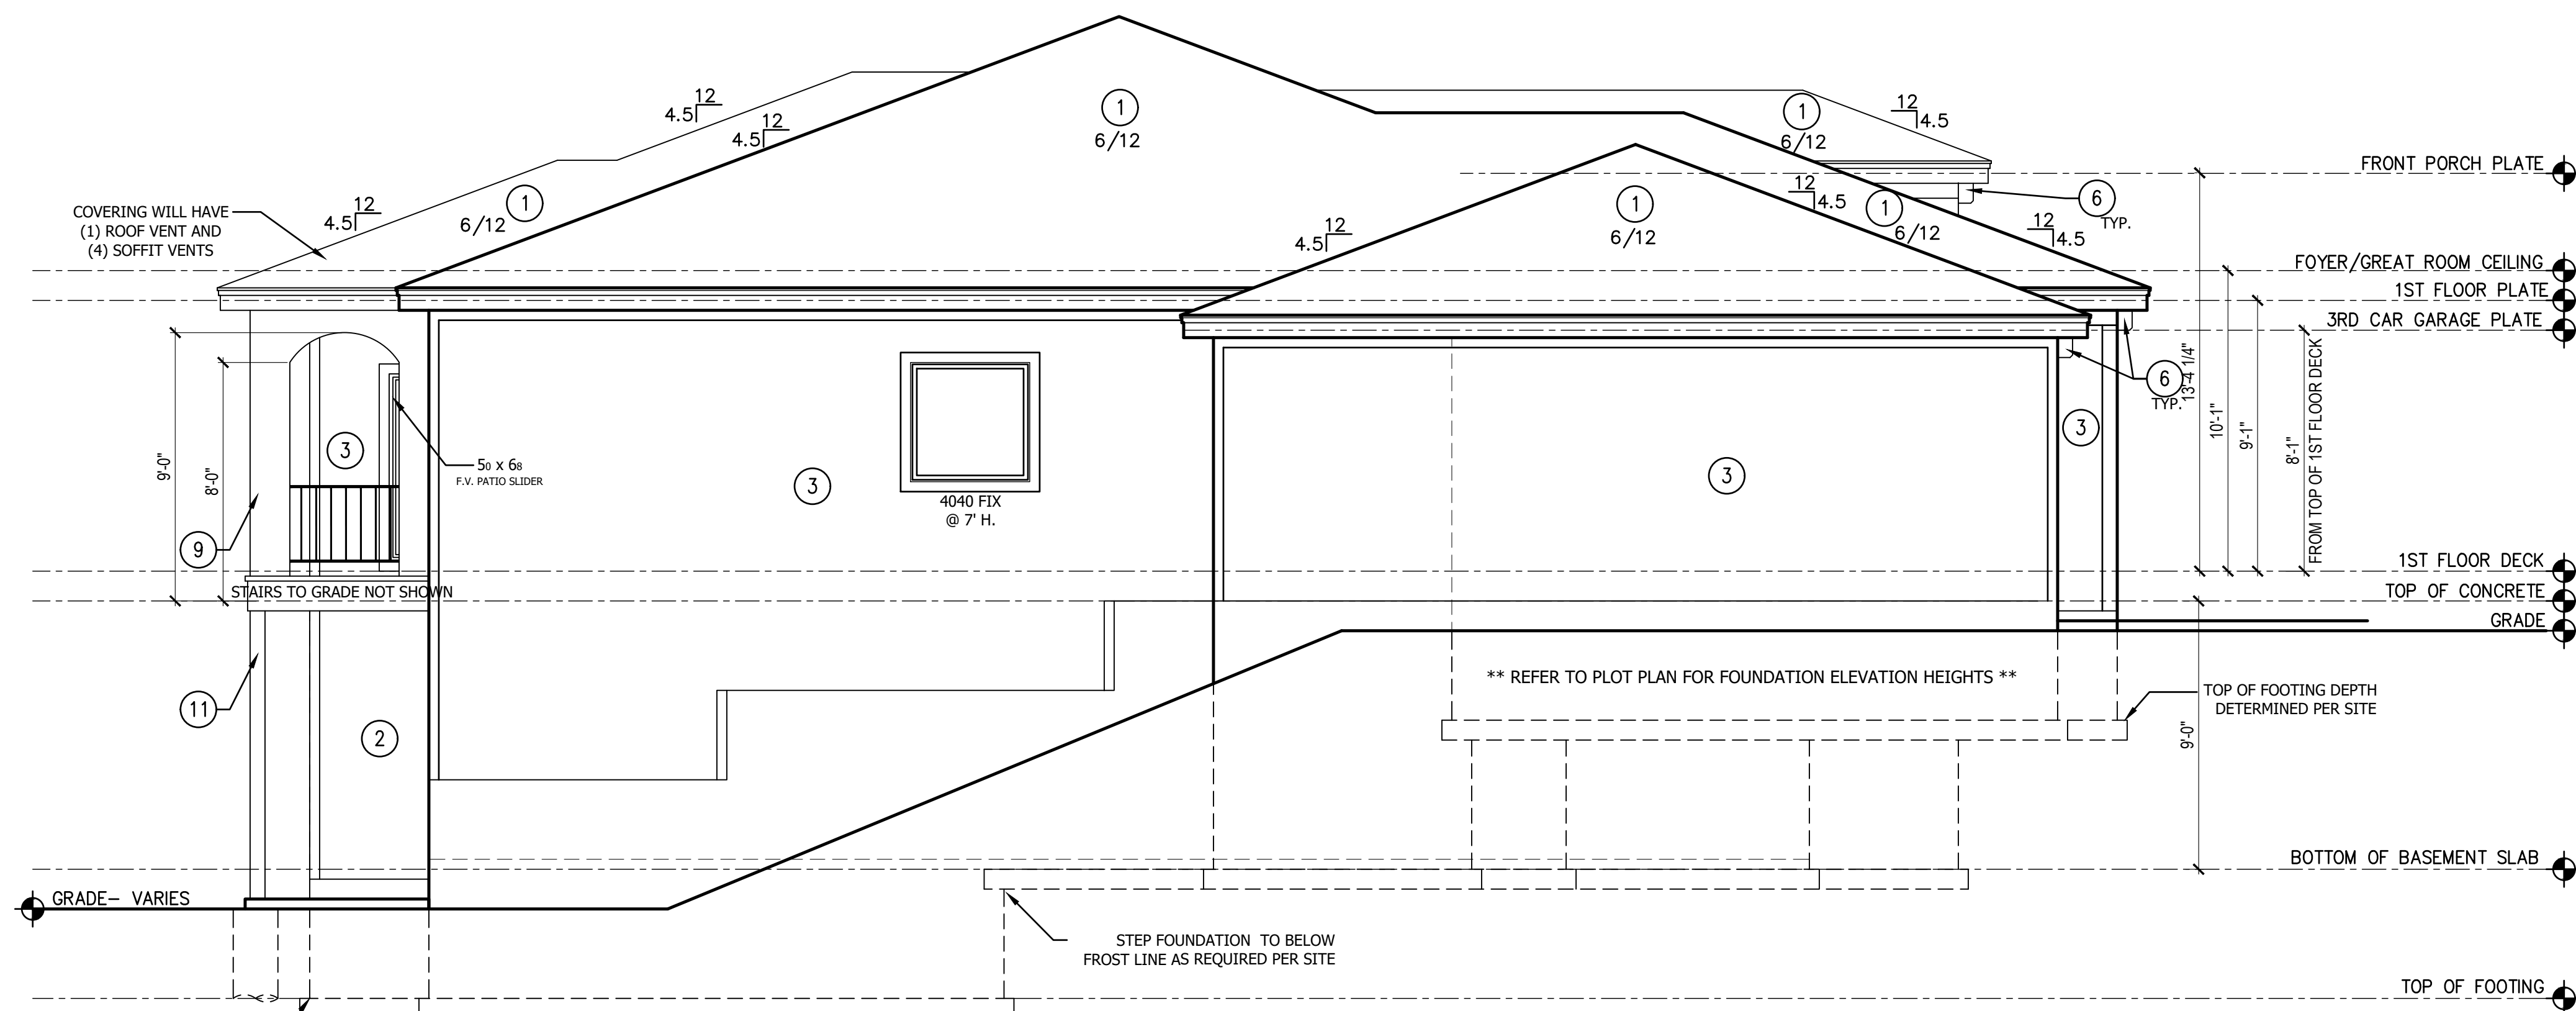 12
4.5
12
4.5
1
6/12
12
4.5
1
6/12
COVERING WILL HAVE
(1) ROOF VENT AND
(4) SOFFIT VENTS
12
4.5
1
6/12
12
4.5
1
6/12
12
4.5
1
6/12
12
4.5
6
TYP.
FRONT PORCH PLATE
FOYER/GREAT ROOM CEILING
1ST FLOOR PLATE
3RD CAR GARAGE PLATE
6
TYP.
13'-4 1/4"
10'-1"
9'-1"
8'-1"
FROM TOP OF 1ST FLOOR DECK
9'-0"
8'-0"
3
50 X 68
F.V. PATIO SLIDER
3
4040 FIX
@ 7' H.
3
3
9
STAIRS TO GRADE NOT SHOWN
1ST FLOOR DECK
TOP OF CONCRETE
GRADE
11
2
** REFER TO PLOT PLAN FOR FOUNDATION ELEVATION HEIGHTS **
TOP OF FOOTING DEPTH
DETERMINED PER SITE
9'-0"
BOTTOM OF BASEMENT SLAB
GRADE- VARIES
STEP FOUNDATION TO BELOW
FROST LINE AS REQUIRED PER SITE
TOP OF FOOTING